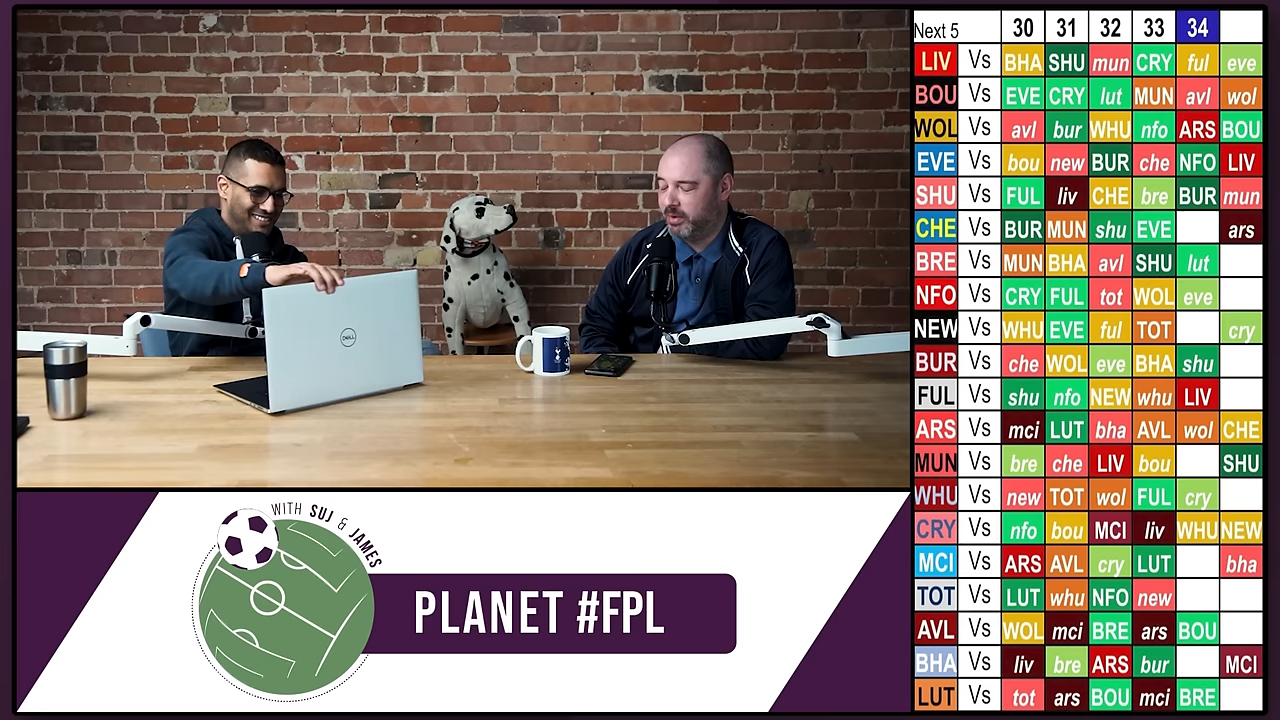 DELL
WITH SUJ & JAMES
PLANET #FPL
Next 5 30 31 32 33 34
LIV Vs BHA SHU mun CRY ful eve
BOU Vs EVE CRY lut MUN avl wol
WOL Vs avl bur WHU nfo ARS BOU
EVE Vs bou new BUR che NFO LIV
SHU Vs FUL liv CHE bre BUR mun
CHE Vs BUR MUN shu EVE ars
BRE Vs MUN BHA avl SHU lut
NFO Vs CRY FUL tot WOL eve
NEW Vs WHU EVE ful TOT cry
BUR Vs che WOL eve BHA shu
FUL Vs shu nfo NEW whu LIV
ARS Vs mci LUT bha AVL wol CHE
MUN Vs bre che LIV bou SHU
WHU Vs new TOT wol FUL cry
CRY Vs nfo bou MCI liv WHU NEW
MCI Vs ARS AVL cry LUT bha
TOT Vs LUT whu NFO new
AVL Vs WOL mci BRE ars BOU
BHA Vs liv bre ARS bur MCI
LUT Vs tot ars BOU mci BRE